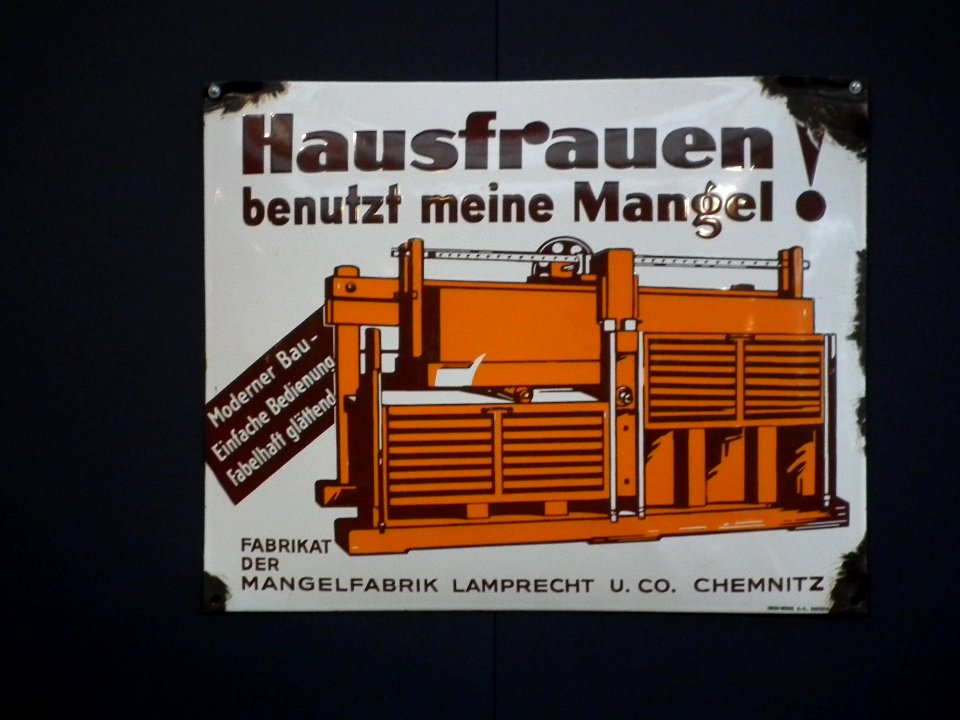 Hausfrauen
benutzt meine Mangel!
Moderner Bau -
Einfache Bedienung
Fabelhaft glättend
FABRIKAT
DER
MANGELFABRIK LAMPRECHT U. CO. CHEMNITZ